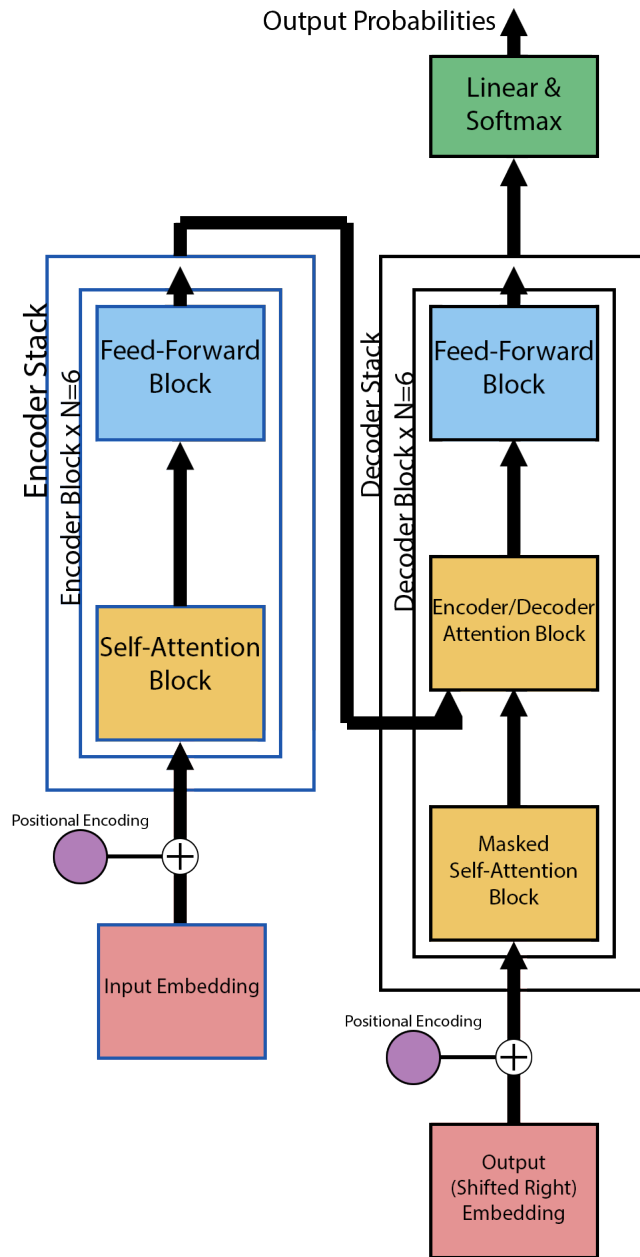 Output Probabilities
Linear &
Softmax
Encoder Stack
Encoder Block x N=6
Feed-Forward
Block
Self-Attention
Block
Positional Encoding
Input Embedding
Decoder Stack
Decoder Block x N=6
Feed-Forward
Block
Encoder/Decoder
Attention Block
Masked
Self-Attention
Block
Positional Encoding
Output
(Shifted Right)
Embedding